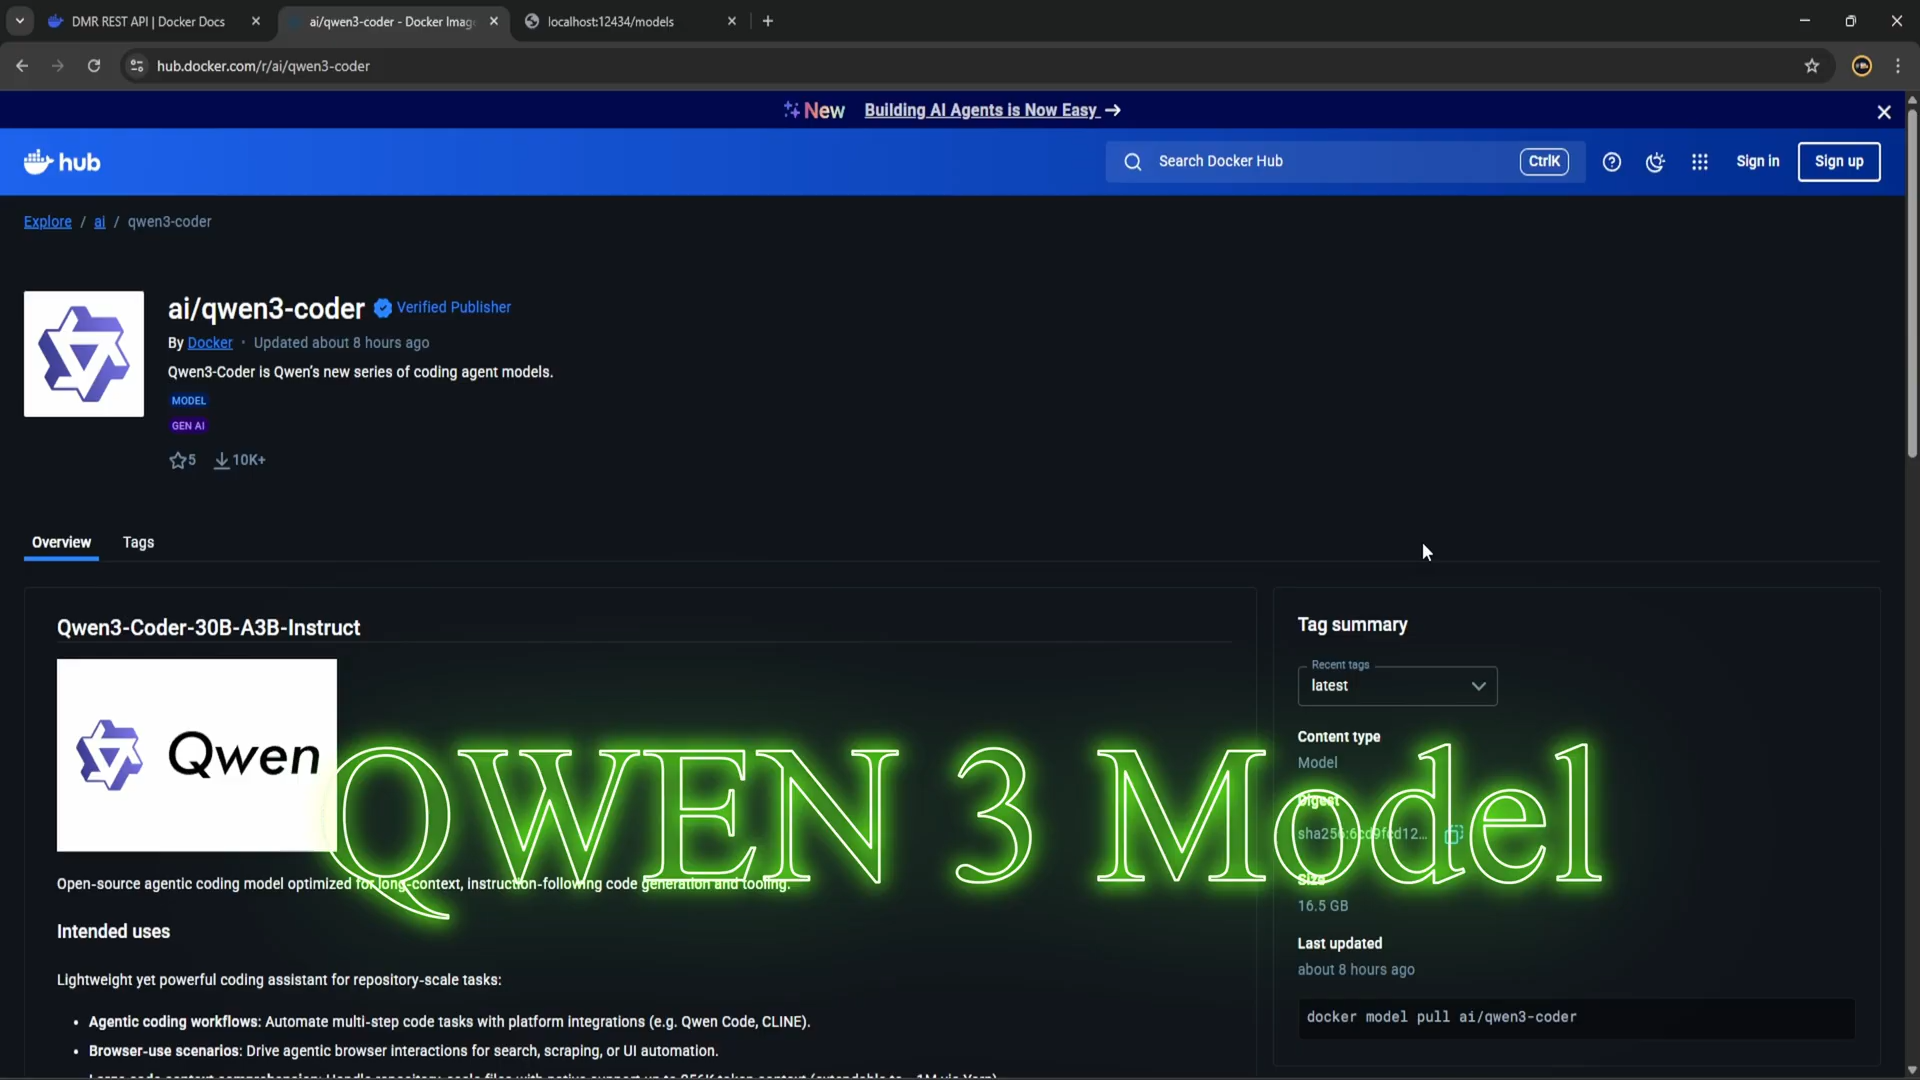 DMR REST API | Docker Docs
ai/qwen3-coder - Docker Imag
localhost:12434/models
hub.docker.com/r/ai/qwen3-coder
New Building AI Agents is Now Easy →
hub
Search Docker Hub
CtrlK
Sign in
Sign up
Explore / ai / qwen3-coder
ai/qwen3-coder
Verified Publisher
By Docker · Updated about 8 hours ago
Qwen3-Coder is Qwen’s new series of coding agent models.
MODEL
GEN AI
5 10K+
Overview
Tags
Qwen3-Coder-30B-A3B-Instruct
Qwen
QWEN 3 Model
Open-source agentic coding model optimized for long-context, instruction-following code generation and tooling.
Intended uses
Lightweight yet powerful coding assistant for repository-scale tasks:
• Agentic coding workflows: Automate multi-step code tasks with platform integrations (e.g. Qwen Code, CLINE).
• Browser-use scenarios: Drive agentic browser interactions for search, scraping, or UI automation.
Tag summary
Recent tags
latest
Content type
Model
Digest
sha256:6cd9fcd12...
Size
16.5 GB
Last updated
about 8 hours ago
docker model pull ai/qwen3-coder